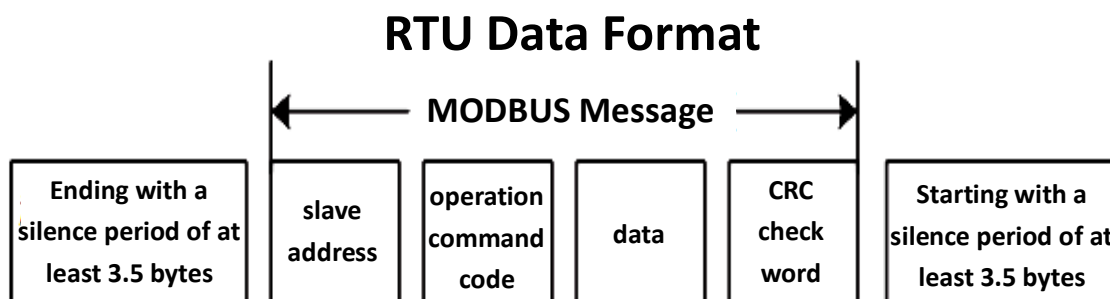 RTU Data Format
MODBUS Message
Ending with a
silence period of at
least 3.5 bytes
slave
address
operation
command
code
data
CRC
check
word
Starting with a
silence period of at
least 3.5 bytes